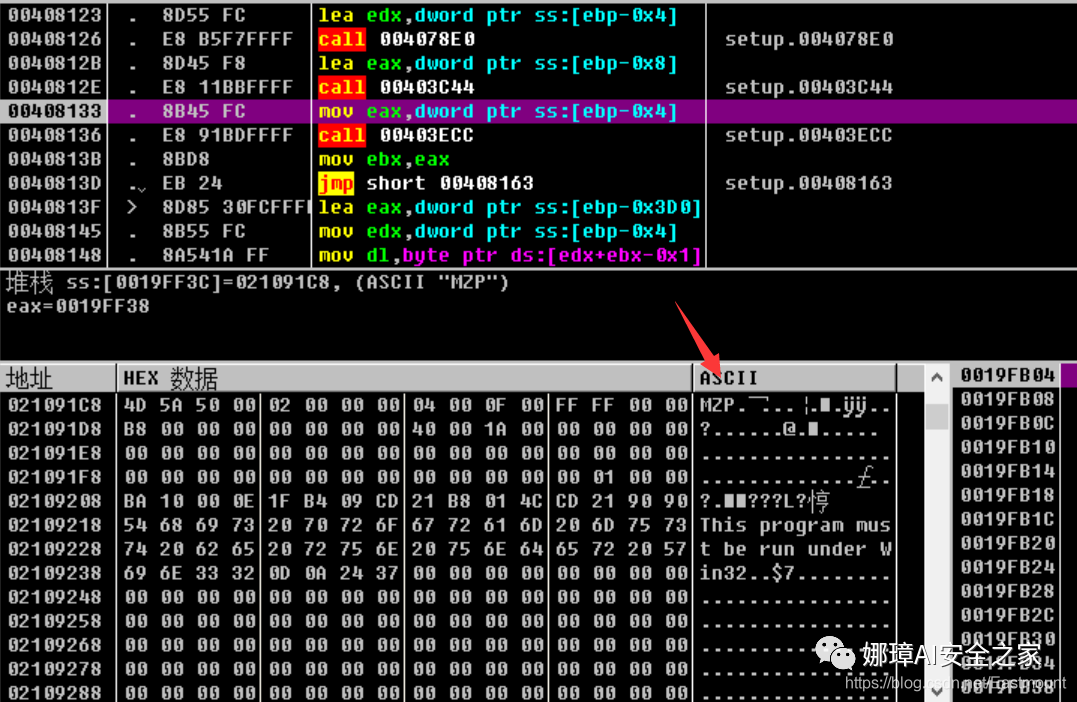 00408123 . 8D55 FC lea edx,dword ptr ss:[ebp-0x4]
00408126 . E8 B5F7FFFF call 004078E0 setup.004078E0
0040812B . 8D45 F8 lea eax,dword ptr ss:[ebp-0x8]
0040812E . E8 11BBFFFF call 00403C44 setup.00403C44
00408133 . 8B45 FC mov eax,dword ptr ss:[ebp-0x4]
00408136 . E8 91BDFFFF call 00403ECC setup.00403ECC
0040813B . 8BD8 mov ebx,eax
0040813D . EB 24 jmp short 00408163 setup.00408163
0040813F > 8D85 30FCFFF lea eax,dword ptr ss:[ebp-0x3D0]
00408145 . 8B55 FC mov edx,dword ptr ss:[ebp-0x4]
00408148 . 8A541A FF mov dl,byte ptr ds:[edx+ebx-0x1]
堆栈 ss:[0019FF3C]=021091C8, (ASCII "MZP")
eax=0019FF38
地址 HEX 数据 ASCII 0019FB04
021091C8 4D 5A 50 00 02 00 00 00 04 00 0F 00 FF FF 00 00 MZP. 0019FB08
021091D8 B8 00 00 00 00 00 00 00 40 00 1A 00 00 00 00 00 ?.......@. ..... 0019FB0C
021091E8 00 00 00 00 00 00 00 00 00 00 00 00 00 00 00 00 ................ 0019FB10
021091F8 00 00 00 00 00 00 00 00 00 00 00 00 00 01 00 00 0019FB14
02109208 BA 10 00 0E 1F B4 09 CD 21 B8 01 4C CD 21 90 90 0019FB18
02109218 54 68 69 73 20 70 72 6F 67 72 61 6D 20 6D 75 73 This program mus 0019FB1C
02109228 74 20 62 65 20 72 75 6E 20 75 6E 64 65 72 20 57 t be run under W 0019FB20
02109238 69 6E 33 32 0D 0A 24 37 00 00 00 00 00 00 00 00 in32..$7........ 0019FB24
02109248 00 00 00 00 00 00 00 00 00 00 00 00 00 00 00 00 ................ 0019FB28
02109258 00 00 00 00 00 00 00 00 00 00 00 00 00 00 00 00 ................ 0019FB2C
02109268 00 00 00 00 00 00 00 00 00 00 00 00 00 00 00 00 0019FB30
02109278 00 00 00 00 00 00 00 00 00 00 00 00 00 00 00 00 0019FB34
02109288 00 00 00 00 00 00 00 00 00 00 00 00 00 00 00 00 0019FB38
娜璋AI安全之家
https://blog.csdn.net/Eastmount